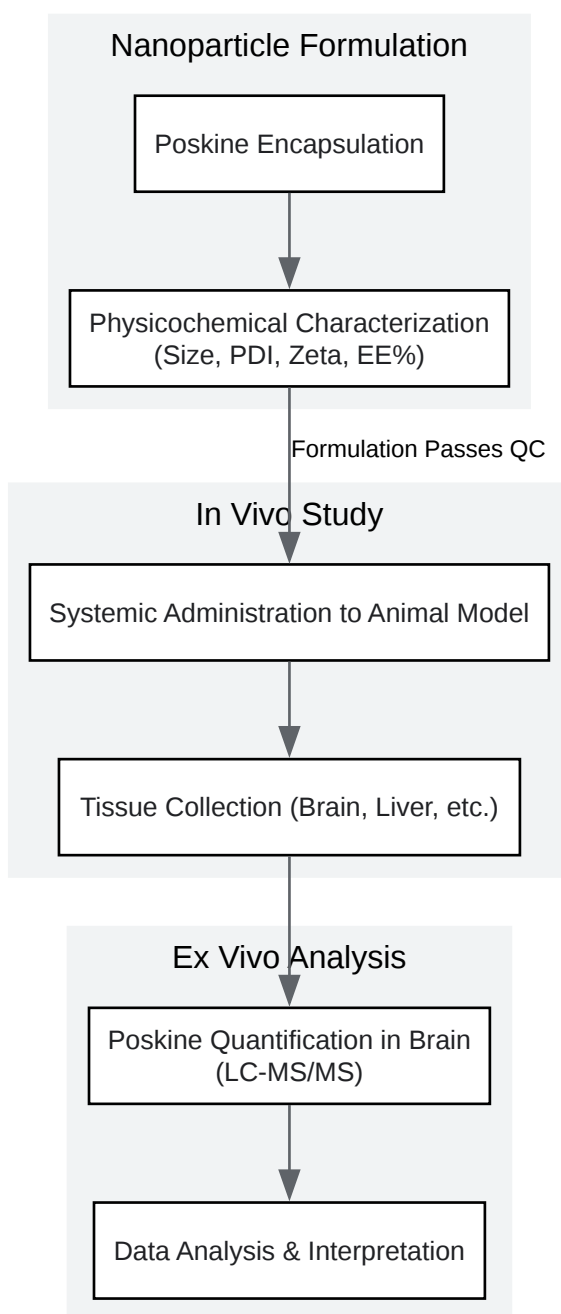 Nanoparticle Formulation
Poskine Encapsulation
Physicochemical Characterization
(Size, PDI, Zeta, EE%)
Formulation Passes QC
In Vivo Study
Systemic Administration to Animal Model
Tissue Collection (Brain, Liver, etc.)
Ex Vivo Analysis
Poskine Quantification in Brain
(LC-MS/MS)
Data Analysis & Interpretation